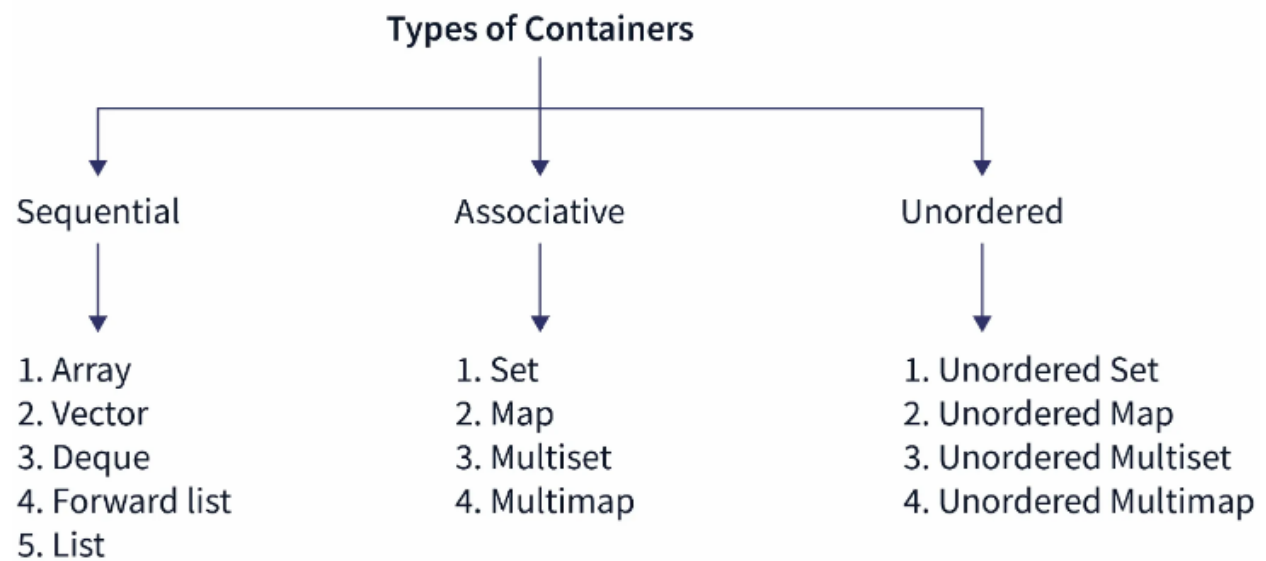 Types of Containers
Sequential
Associative
Unordered
1. Array
2. Vector
3. Deque
4. Forward list
5. List
1. Set
2. Map
3. Multiset
4. Multimap
1. Unordered Set
2. Unordered Map
3. Unordered Multiset
4. Unordered Multimap